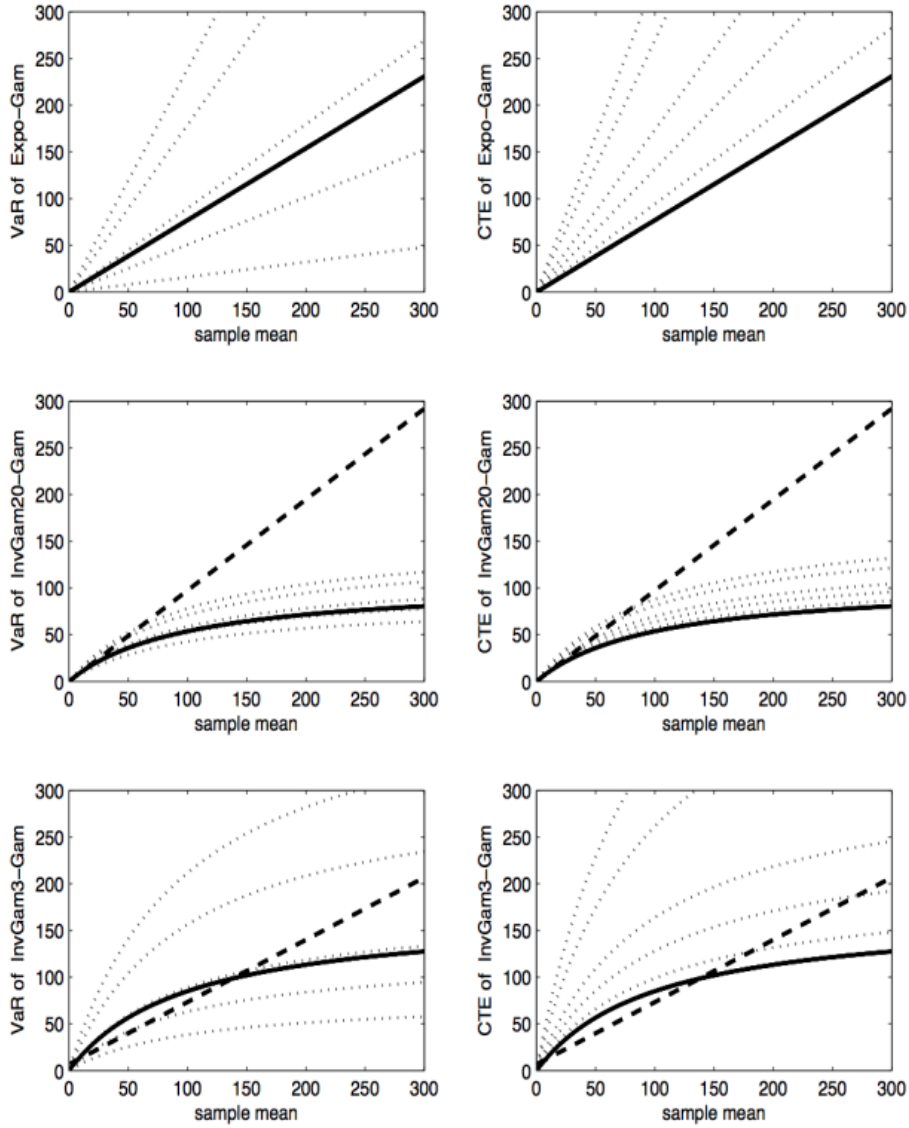 300
250
200
150
100
50
0
VaR of Expo-Gam
0 50 100 150 200 250 300
sample mean
300
250
200
150
100
50
0
CTE of Expo-Gam
0 50 100 150 200 250 300
sample mean
300
250
200
150
100
50
0
VaR of InvGam20-Gam
0 50 100 150 200 250 300
sample mean
300
250
200
150
100
50
0
CTE of InvGam20-Gam
0 50 100 150 200 250 300
sample mean
300
250
200
150
100
50
0
VaR of InvGam3-Gam
0 50 100 150 200 250 300
sample mean
300
250
200
150
100
50
0
CTE of InvGam3-Gam
0 50 100 150 200 250 300
sample mean